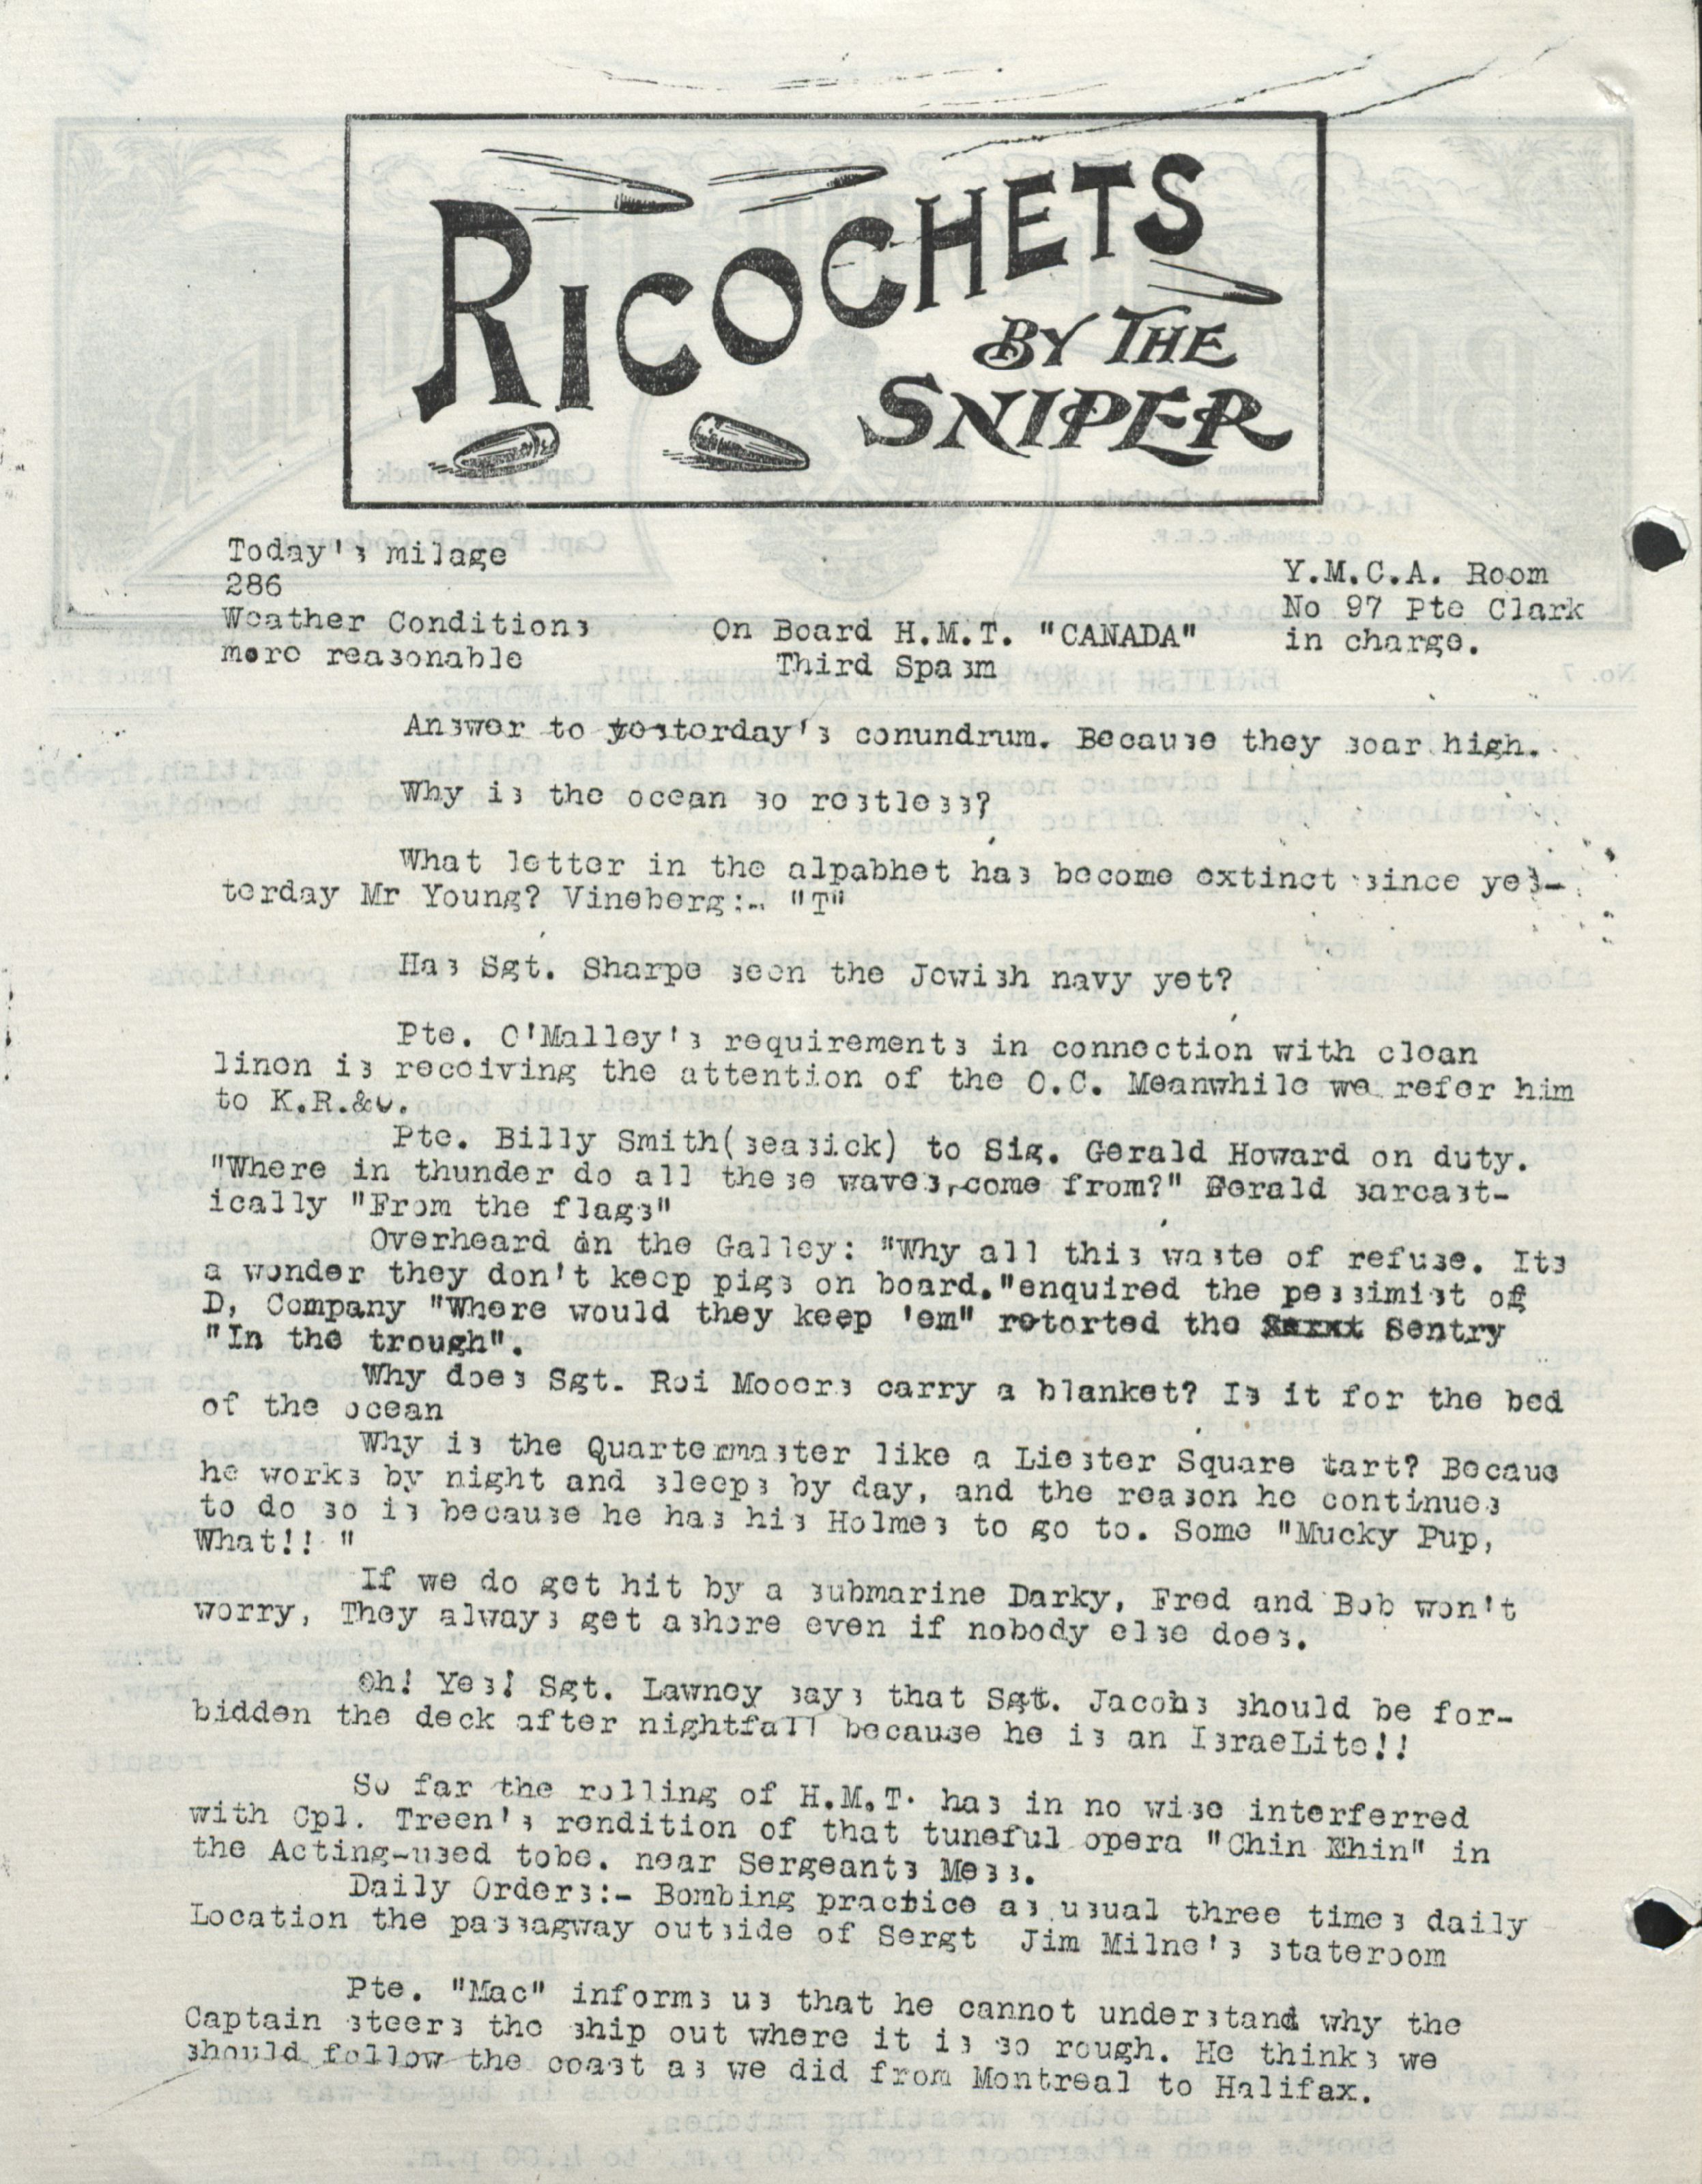 RICOCHETS
BY THE
SNIPER
Today's milage
286
Weather Conditions
more reasonable
On Board H.M.T. "CANADA"
Third Spasm
Y.M.C.A. Room
No 97 Pte Clark
in charge.
Answer to yesterday's conundrum. Because they soar high.
Why is the ocean so restless?
What letter in the alpabhet has become extinct since yes-
terday Mr Young? Vineberg:- "T"
Has Sgt. Sharpe seen the Jewish navy yet?
Pte. O'Malley's requirements in connection with clean
linen is receiving the attention of the O.C. Meanwhile we refer him
to K.R.&O.
Pte. Billy Smith(seasick) to Sig. Gerald Howard on duty.
"Where in thunder do all these waves, come from?" Gerald sarcast-
ically "From the flags"
Overheard in the Galley: "Why all this waste of refuse. Its
a wonder they don't keep pigs on board."enquired the pessimist of
D, Company "Where would they keep 'em" retorted the Sentry
"In the trough".
Why does Sgt. Roi Mooers carry a blanket? Is it for the bed
of the ocean
Why is the Quartermaster like a Liester Square tart? Becaue
he works by night and sleeps by day, and the reason he continues
to do so is because he has his Holmes to go to. Some "Mucky Pup,
What!! "
If we do get hit by a submarine Darky, Fred and Bob won't
worry, They always get ashore even if nobody else does.
Oh! Yes! Sgt. Lawney says that Sgt. Jacobs should be for-
bidden the deck after nightfall because he is an IsraeLite!!
So far the rolling of H.M.T. has in no wise interferred
with Cpl. Treen's rendition of that tuneful opera "Chin Chin" in
the Acting-used tobe. near Sergeants Mess.
Daily Orders:- Bombing practice as usual three times daily
Location the passagway outside of Sergt Jim Milne's stateroom
Pte. "Mac" informs us that he cannot understand why the
Captain steers the ship out where it is so rough. He thinks we
should follow the coast as we did from Montreal to Halifax.